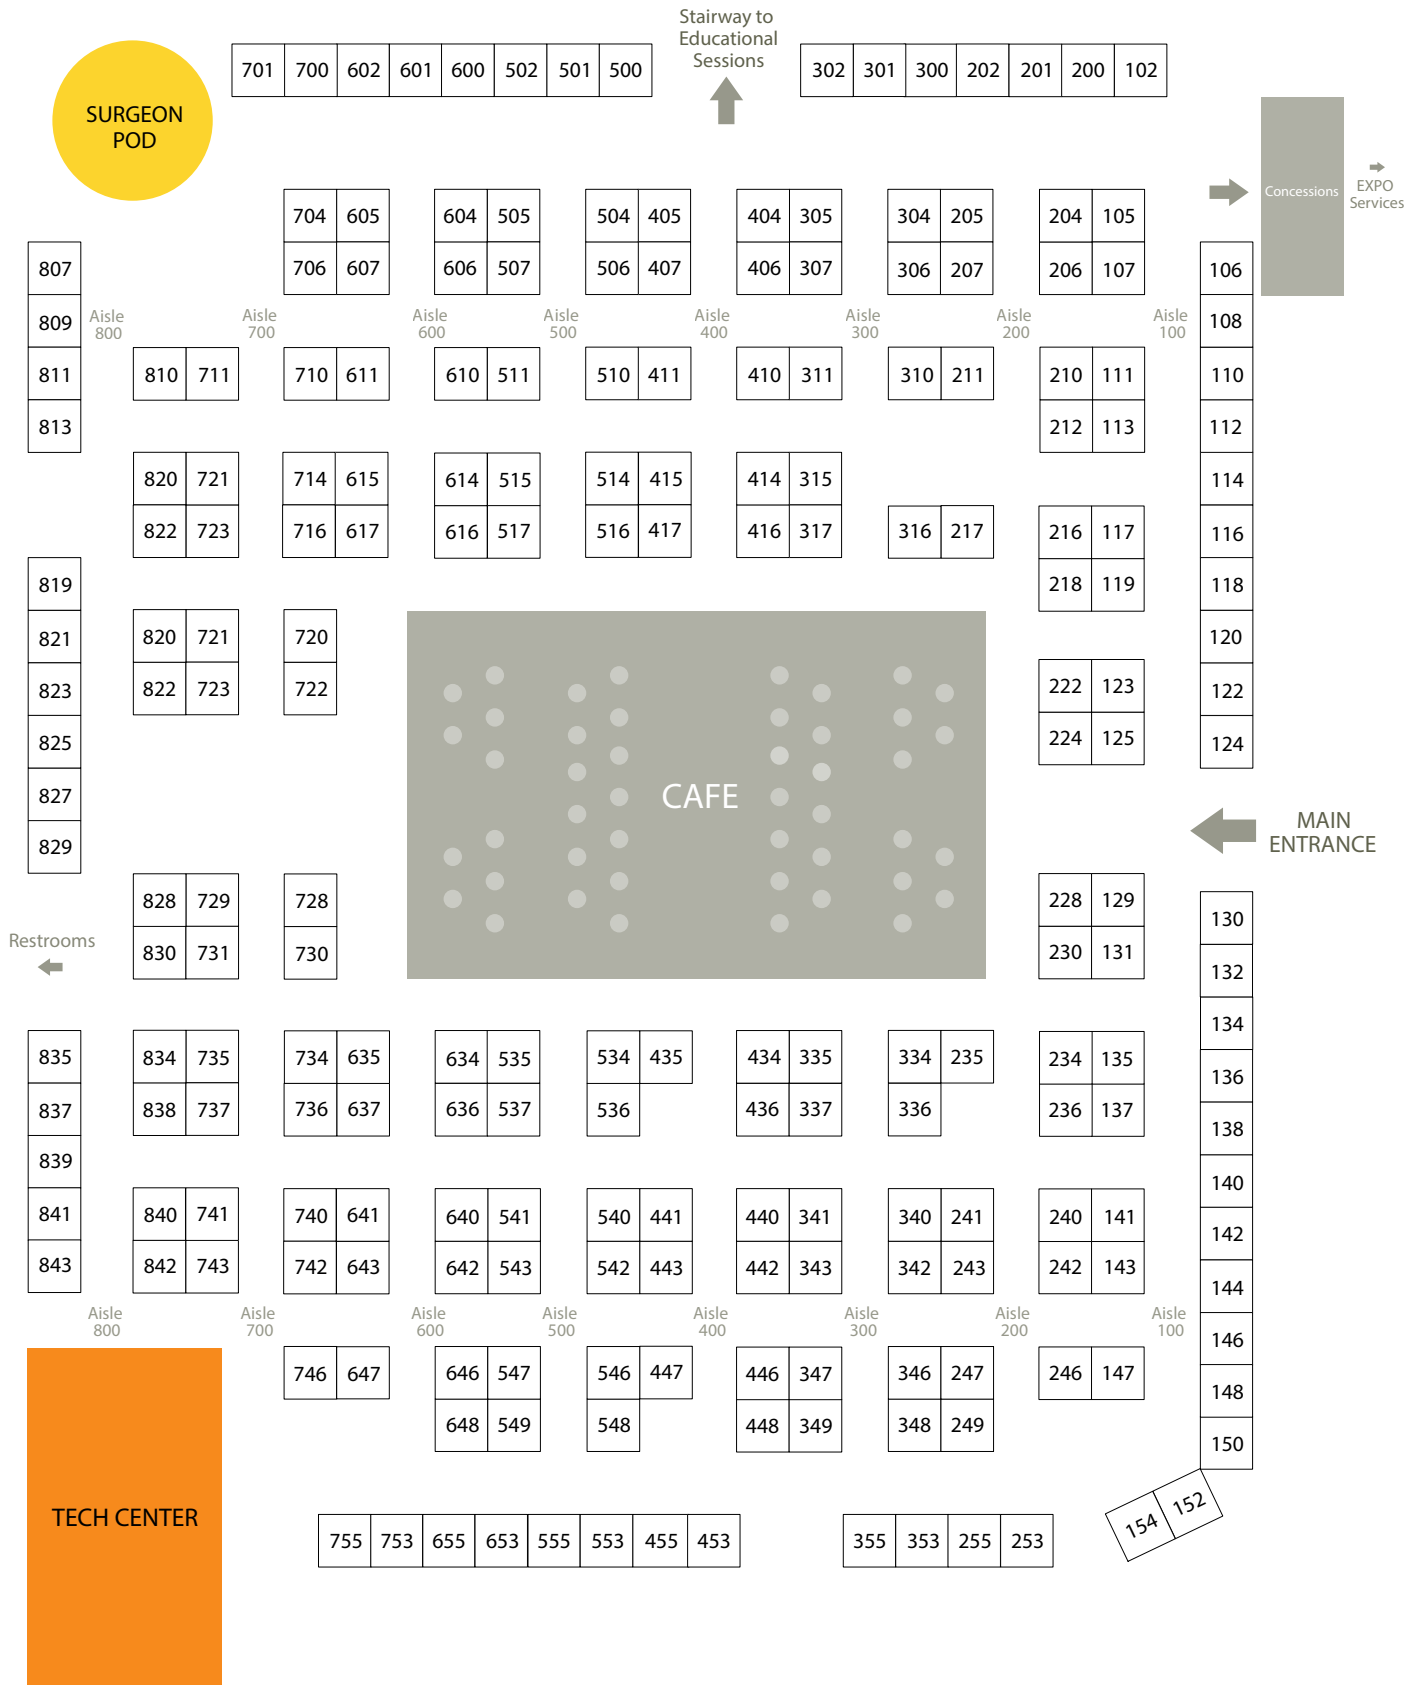 Stairway to
Educational
Sessions
701 700 602 601 600 502 501 500
302 301 300 202 201 200 102
SURGEON
POD
Concessions
EXPO
Services
704 605 604 505 504 405 404 305 304 205 204 105
706 607 606 507 506 407 406 307 306 207 206 107
807
106
809
108
Aisle
800
Aisle
700
Aisle
600
Aisle
500
Aisle
400
Aisle
300
Aisle
200
Aisle
100
811 810 711 710 611 610 511 510 411 410 311 310 211 210 111 110
813 212 113 112
820 721 714 615 614 515 514 415 414 315 114
822 723 716 617 616 517 516 417 416 317 316 217 216 117 116
819 218 119 118
821 820 721 720 120
823 822 723 722 222 123 122
825 224 125 124
827
CAFE
829
MAIN
ENTRANCE
828 729 728 228 129 130
Restrooms
830 731 730 230 131 132
134
835 834 735 734 635 634 535 534 435 434 335 334 235 234 135 136
837 838 737 736 637 636 537 536 436 337 336 236 137 138
839 140
841 840 741 740 641 640 541 540 441 440 341 340 241 240 141 142
843 842 743 742 643 642 543 542 443 442 343 342 243 242 143 144
Aisle
800
Aisle
700
Aisle
600
Aisle
500
Aisle
400
Aisle
300
Aisle
200
Aisle
100
146
746 647 646 547 546 447 446 347 346 247 246 147 148
648 549 548 448 349 348 249 150
TECH CENTER
154 152
755 753 655 653 555 553 455 453
355 353 255 253